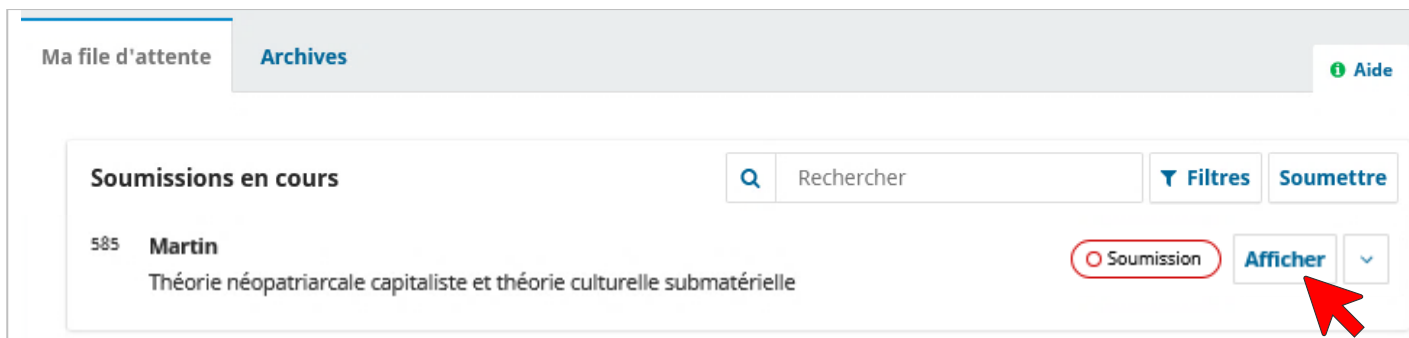 Ma file d'attente
Archives
Aide
Soumissions en cours
Rechercher
Filtres
Soumettre
585
Martin
Soumission
Afficher
Théorie néopatriarcale capitaliste et théorie culturelle submatérielle